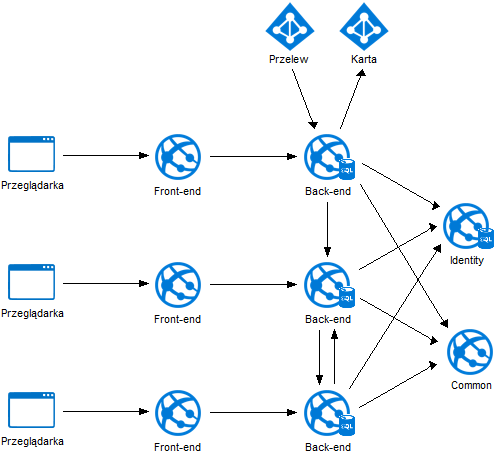 Przelew
Karta
Przeglądarka
Front-end
Back-end
SQL
Identity
SQL
Przeglądarka
Front-end
Back-end
SQL
Common
Przeglądarka
Front-end
Back-end
SQL